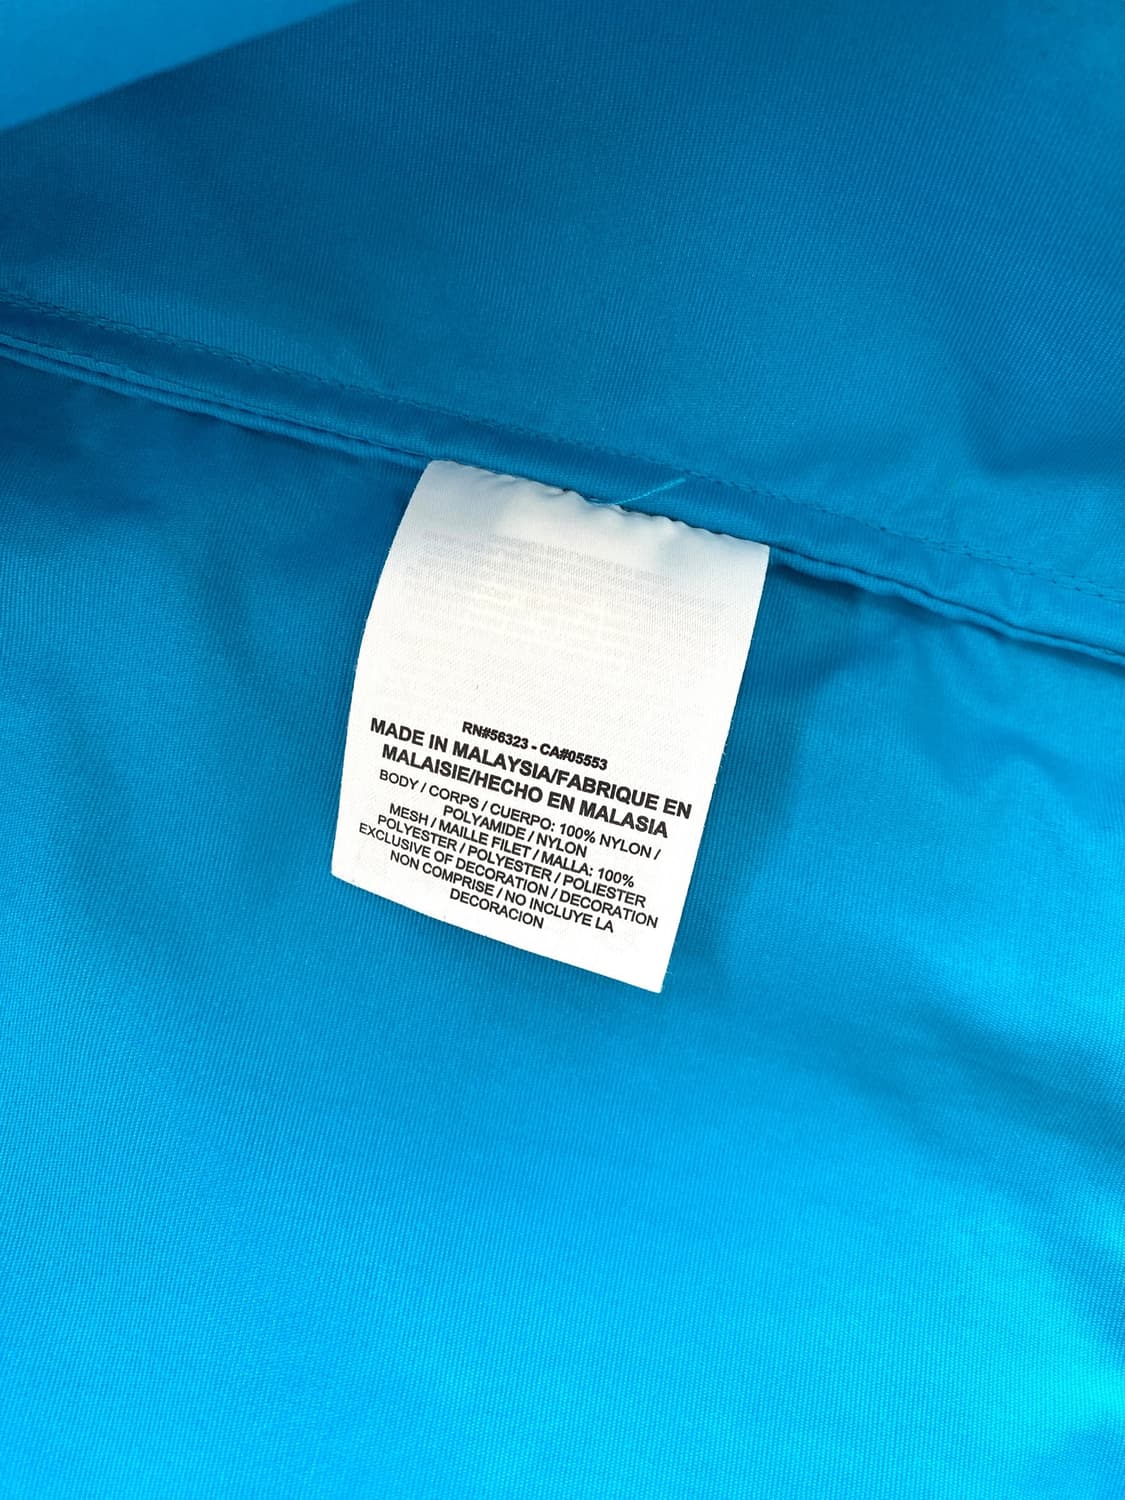 RN#56323 - CA#05553
MADE IN MALAYSIA/FABRIQUE EN
MALAISIE/HECHO EN MALASIA
BODY / CORPS / CUERPO: 100% NYLON /
POLYAMIDE / NYLON
MESH / MAILLE FILET / MALLA: 100%
POLYESTER / POLYESTER / POLIESTER
EXCLUSIVE OF DECORATION / DECORATION
NON COMPRISE / NO INCLUYE LA
DECORACION